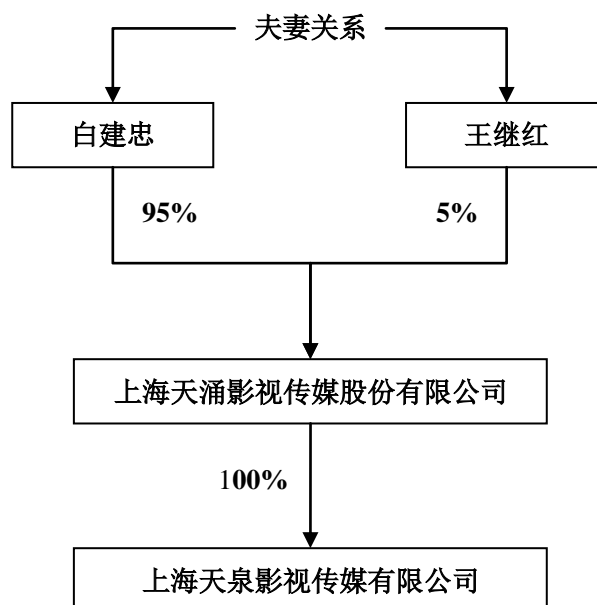 夫妻关系
白建忠
王继红
95%
5%
上海天涌影视传媒股份有限公司
100%
上海天泉影视传媒有限公司